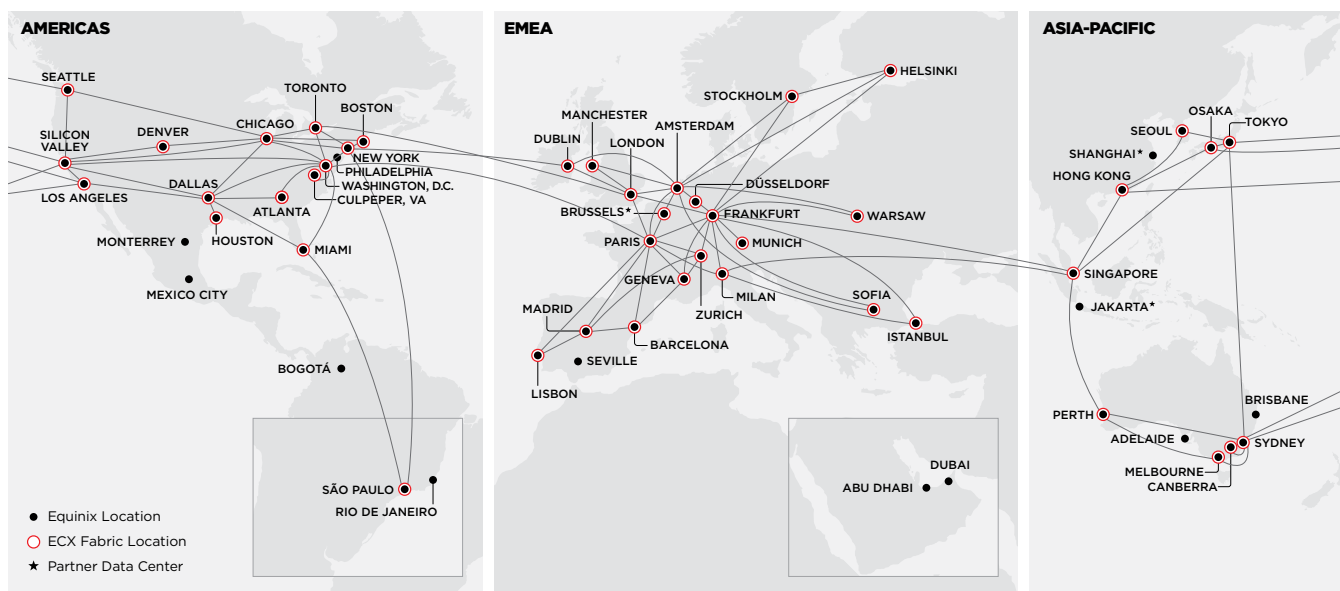 AMERICAS
SEATTLE
TORONTO
BOSTON
CHICAGO
DENVER
SILICON
VALLEY
NEW YORK
PHILADELPHIA
WASHINGTON, D.C.
CULPEPER, VA
DALLAS
LOS ANGELES
ATLANTA
HOUSTON
MONTERREY
MIAMI
MEXICO CITY
BOGOTÁ
SÃO PAULO
RIO DE JANEIRO
Equinix Location
ECX Fabric Location
★ Partner Data Center
EMEA
HELSINKI
STOCKHOLM
MANCHESTER
AMSTERDAM
DUBLIN
LONDON
DÜSSELDORF
BRUSSELS★
FRANKFURT
WARSAW
PARIS
MUNICH
GENEVA
MILAN
SOFIA
ZURICH
MADRID
ISTANBUL
BARCELONA
SEVILLE
LISBON
DUBAI
ABU DHABI
ASIA-PACIFIC
OSAKA
TOKYO
SEOUL
SHANGHAI★
HONG KONG
SINGAPORE
JAKARTA★
BRISBANE
PERTH
ADELAIDE
SYDNEY
MELBOURNE
CANBERRA